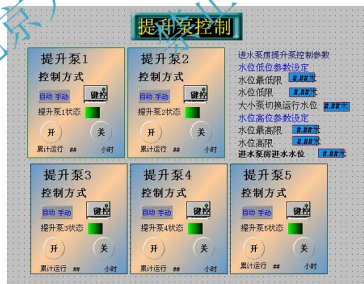 提升泵控制
提升泵1
控制方式
自动 手动
键控
提升泵1状态
开 关
累计运行 ## 小时
提升泵2
控制方式
自动 手动
键控
提升泵2状态
开 关
累计运行 ## 小时
进水泵房提升泵控制参数
水位低位参数设定
水位最低限 #.##米
水位低限 #.##米
大小泵切换运行水位 #.##米
水位高位参数设定
水位最高限 #.##米
水位高限 #.##米
进水泵房进水水位 #.##米
提升泵3
控制方式
自动 手动
键控
提升泵3状态
开 关
累计运行 ## 小时
提升泵4
控制方式
自动 手动
键控
提升泵4状态
开 关
累计运行 ## 小时
提升泵5
控制方式
自动 手动
键控
提升泵5状态
开 关
累计运行 ## 小时